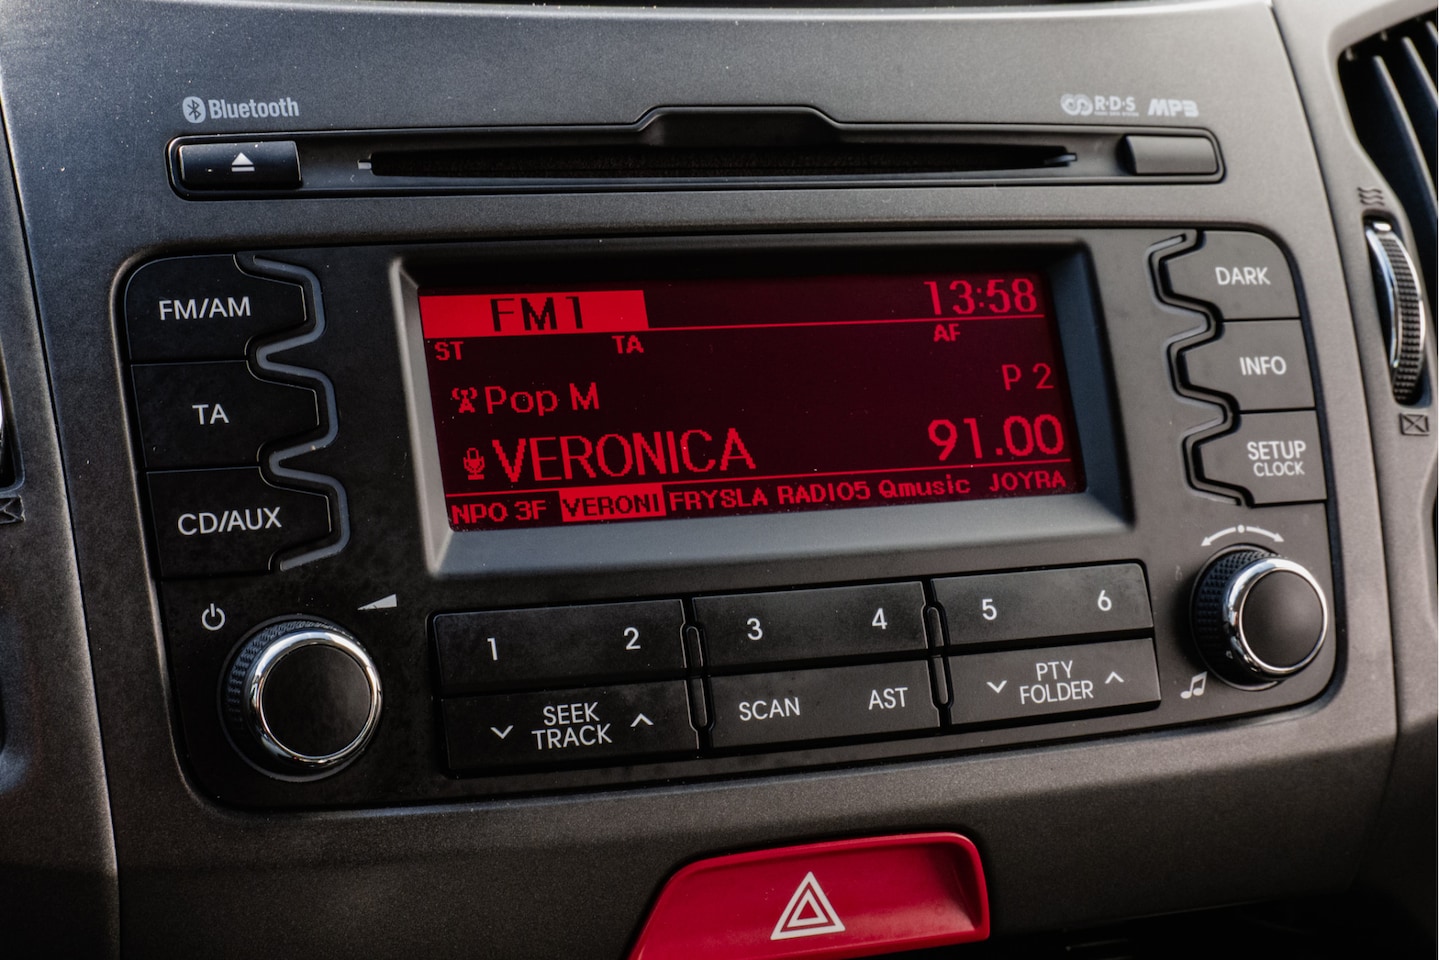 Bluetooth
R·D·S MP3
FM/AM
TA
CD/AUX
FM1 13:58
ST TA AF
Pop M P 2
VERONICA 91.00
NPO 3F VERONI FRYSLA RADIO5 Qmusic JOYRA
DARK
INFO
SETUP
CLOCK
1 2 3 4 5 6
SEEK
TRACK
SCAN AST
PTY
FOLDER